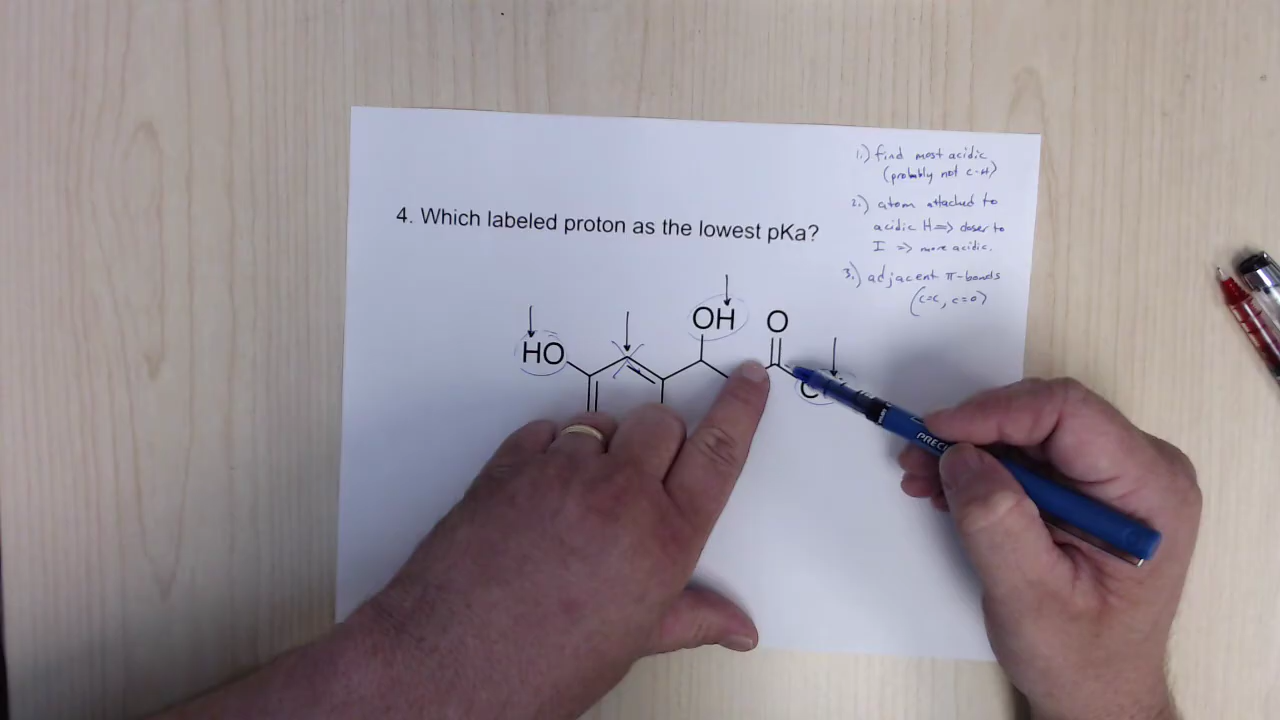 1.) find most acidic
(probably not C-H)
2.) atom attached to
acidic H => closer to
I => more acidic.
3.) adjacent π-bonds
(C=C, C=O)
4. Which labeled proton as the lowest pKa?
OH
O
HO
PRECI